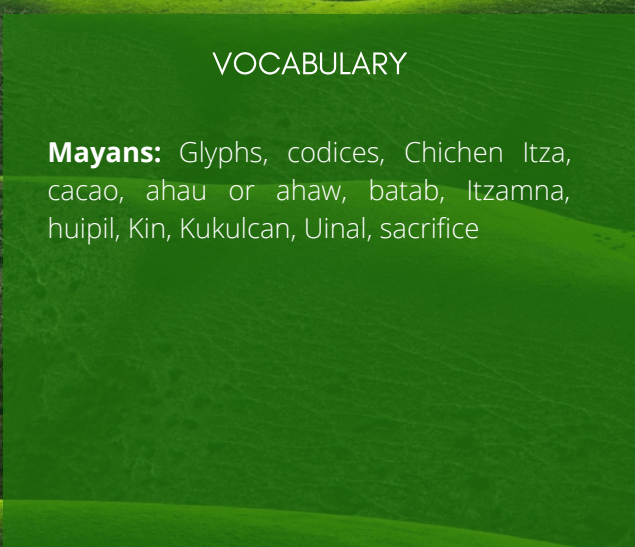 VOCABULARY
Mayans: Glyphs, codices, Chichen Itza,
cacao, ahau or ahaw, batab, Itzamna,
huipil, Kin, Kukulcan, Uinal, sacrifice